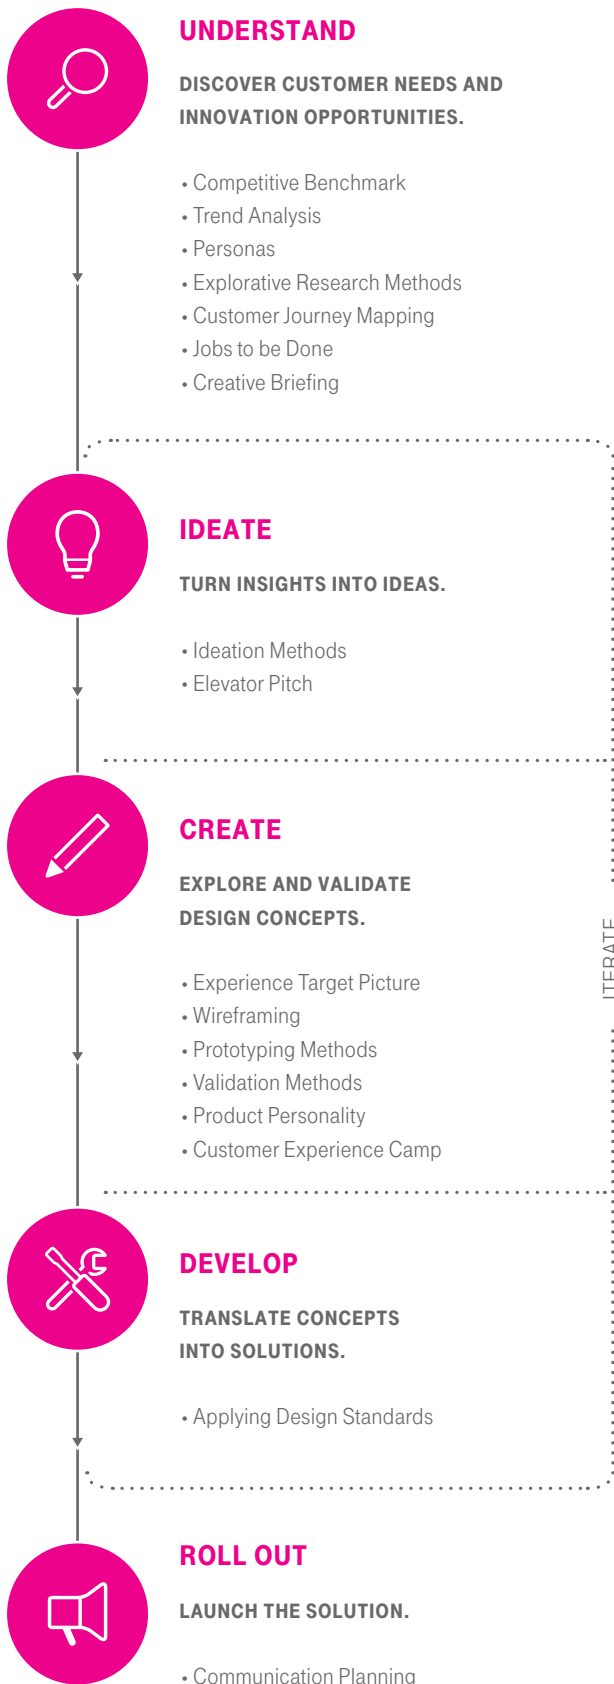 UNDERSTAND
DISCOVER CUSTOMER NEEDS AND
INNOVATION OPPORTUNITIES.
• Competitive Benchmark
• Trend Analysis
• Personas
• Explorative Research Methods
• Customer Journey Mapping
• Jobs to be Done
• Creative Briefing
IDEATE
TURN INSIGHTS INTO IDEAS.
• Ideation Methods
• Elevator Pitch
CREATE
EXPLORE AND VALIDATE
DESIGN CONCEPTS.
ITERATE
• Experience Target Picture
• Wireframing
• Prototyping Methods
• Validation Methods
• Product Personality
• Customer Experience Camp
DEVELOP
TRANSLATE CONCEPTS
INTO SOLUTIONS.
• Applying Design Standards
ROLL OUT
LAUNCH THE SOLUTION.
• Communication Planning